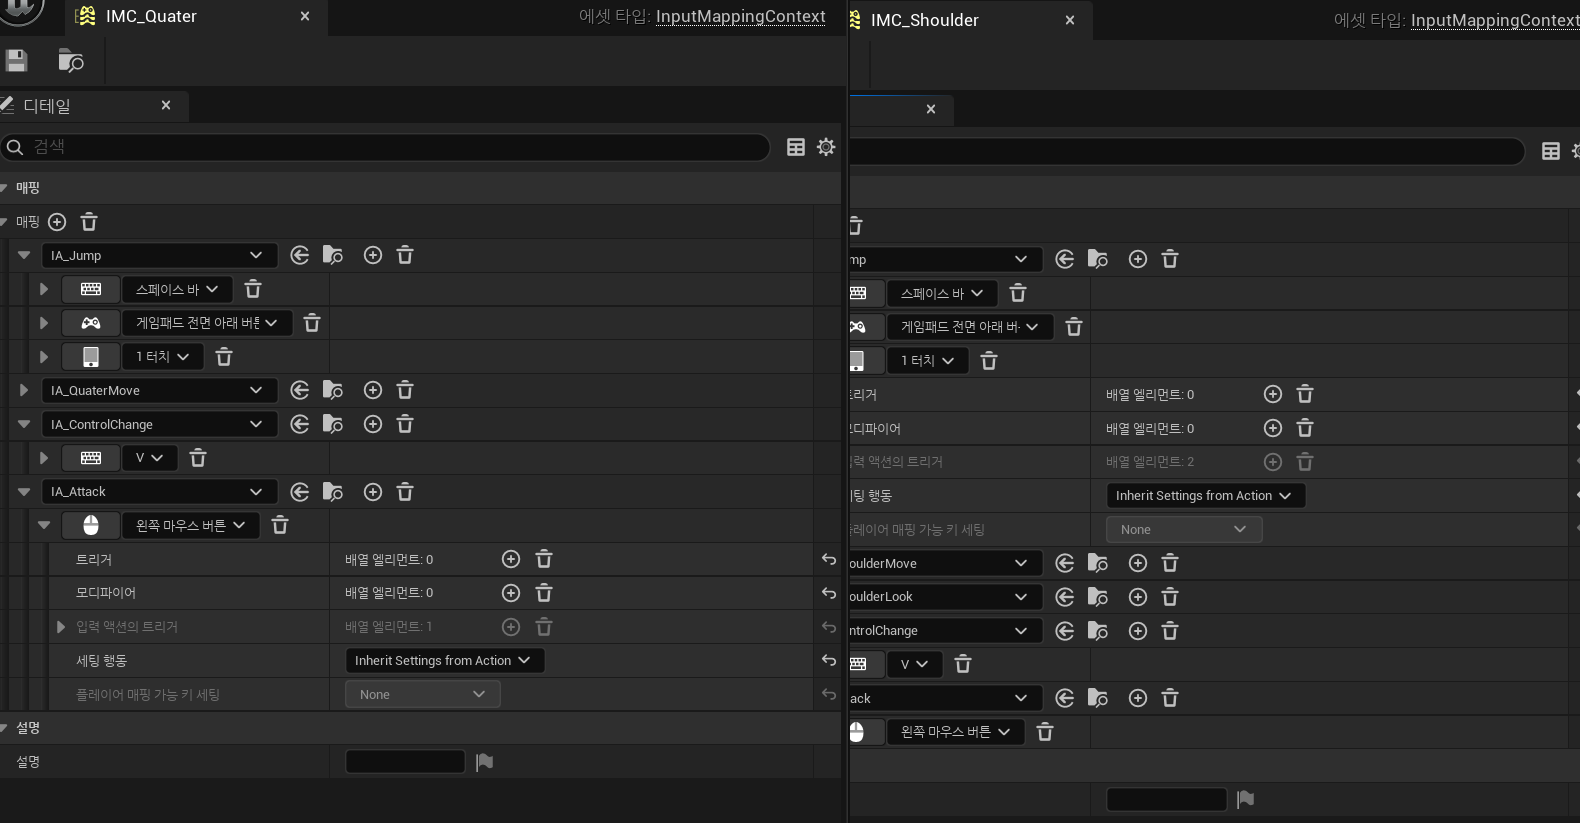 IMC_Quater
에셋 타입: InputMappingContext
디테일
검색
매핑
매핑
IA_Jump
스페이스 바
게임패드 전면 아래 버튼
1 터치
IA_QuaterMove
IA_ControlChange
V
IA_Attack
왼쪽 마우스 버튼
트리거
배열 엘리먼트: 0
모디파이어
배열 엘리먼트: 0
입력 액션의 트리거
배열 엘리먼트: 1
세팅 행동
Inherit Settings from Action
플레이어 매핑 가능 키 세팅
None
설명
설명
IMC_Shoulder
에셋 타입: InputMappingContext
mp
스페이스 바
게임패드 전면 아래 버
1 터치
트리거
배열 엘리먼트: 0
모디파이어
배열 엘리먼트: 0
입력 액션의 트리거
배열 엘리먼트: 2
세팅 행동
Inherit Settings from Action
플레이어 매핑 가능 키 세팅
None
oulderMove
oulderLook
ntrolChange
V
ack
왼쪽 마우스 버튼